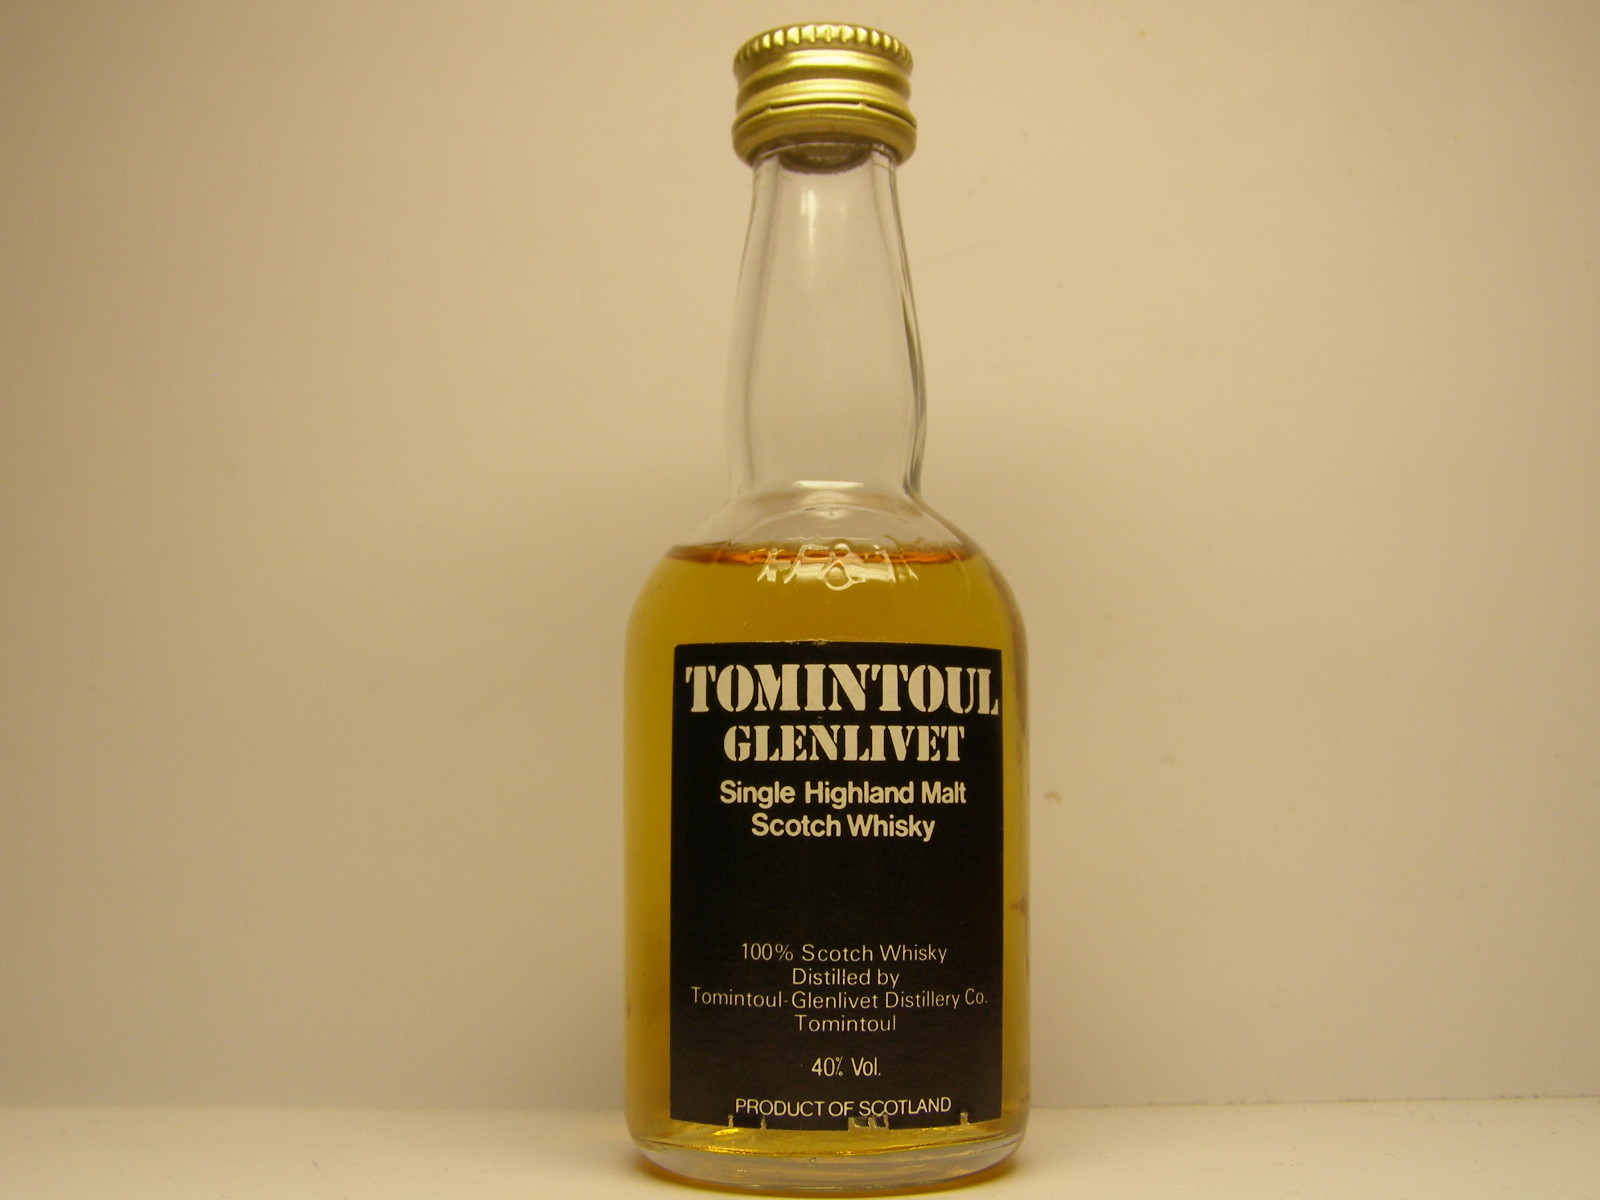 TOMINTOUL
GLENLIVET
Single Highland Malt
Scotch Whisky
100% Scotch Whisky
Distilled by
Tomintoul-Glenlivet Distillery Co.
Tomintoul
40% Vol.
PRODUCT OF SCOTLAND